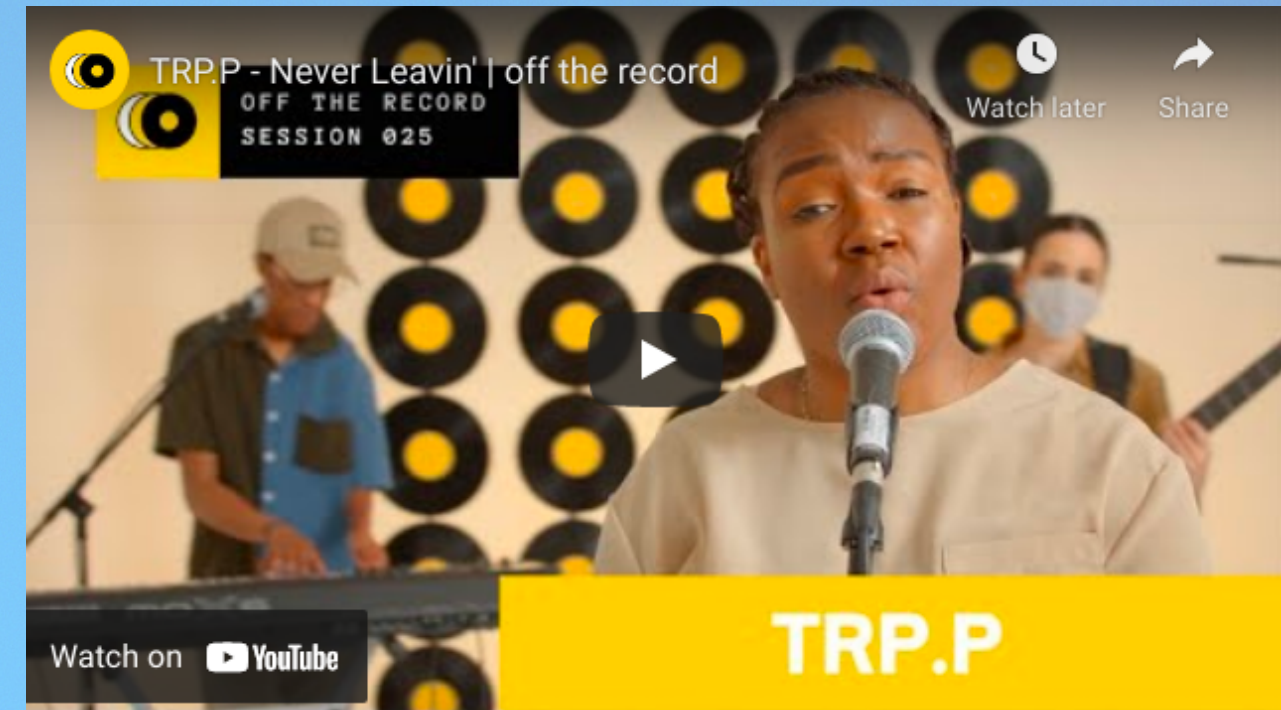 TRP.P - Never Leavin' | off the record
Watch later
Share
OFF THE RECORD
SESSION 025
TRP.P
Watch on YouTube